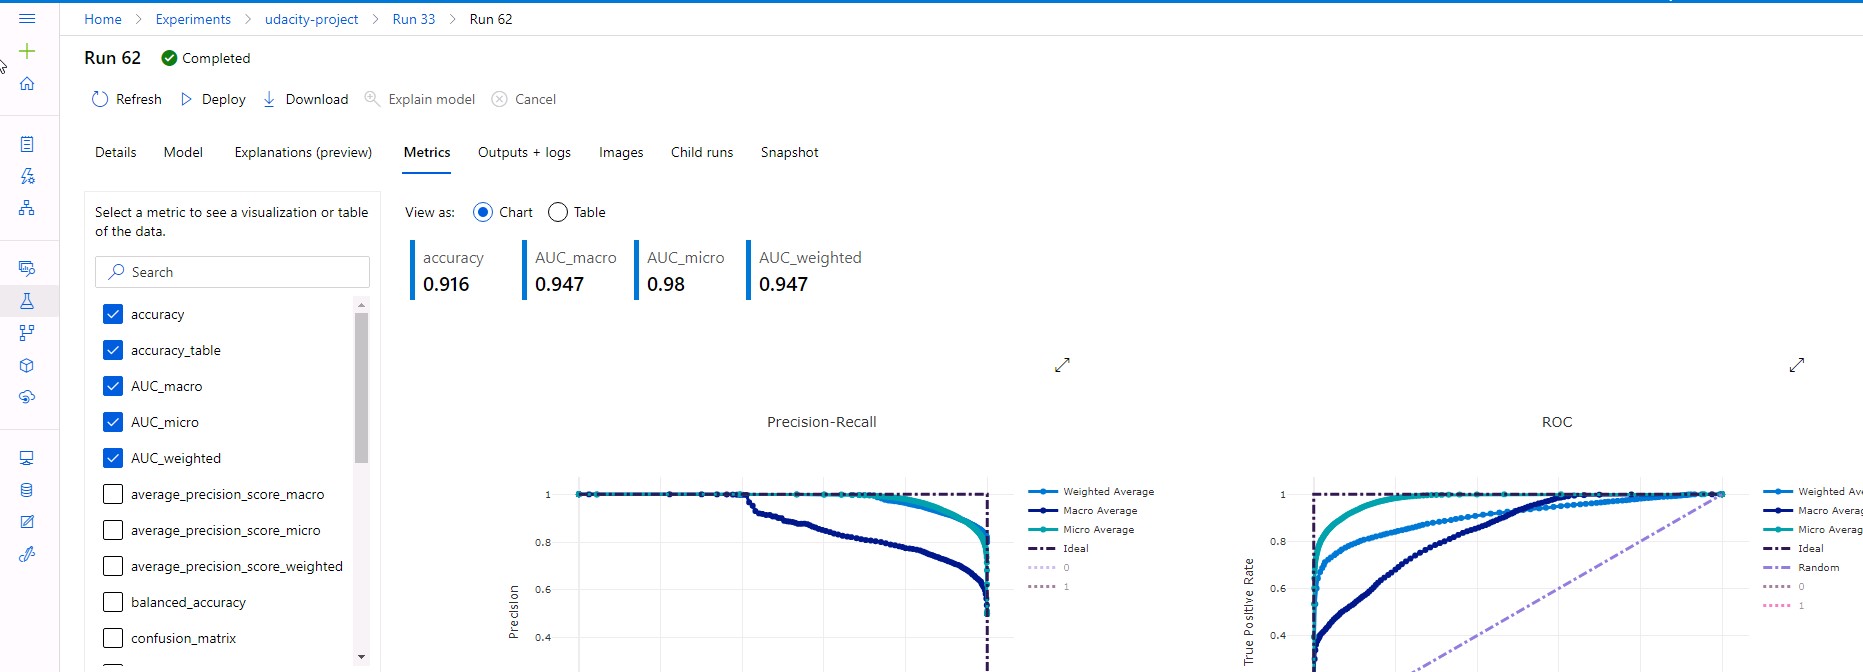 Home > Experiments > udacity-project > Run 33 > Run 62
Run 62 Completed
Refresh Deploy Download Explain model Cancel
Details Model Explanations (preview) Metrics Outputs + logs Images Child runs Snapshot
Select a metric to see a visualization or table
of the data.
Search
accuracy
accuracy_table
AUC_macro
AUC_micro
AUC_weighted
average_precision_score_macro
average_precision_score_micro
average_precision_score_weighted
balanced_accuracy
confusion_matrix
View as: Chart Table
accuracy AUC_macro AUC_micro AUC_weighted
0.916 0.947 0.98 0.947
Precision-Recall
1
0.8
0.6
0.4
Precision
Weighted Average
Macro Average
Micro Average
Ideal
0
1
ROC
1
0.8
0.6
0.4
True Positive Rate
Weighted Ave
Macro Averag
Micro Averag
Ideal
Random
0
1